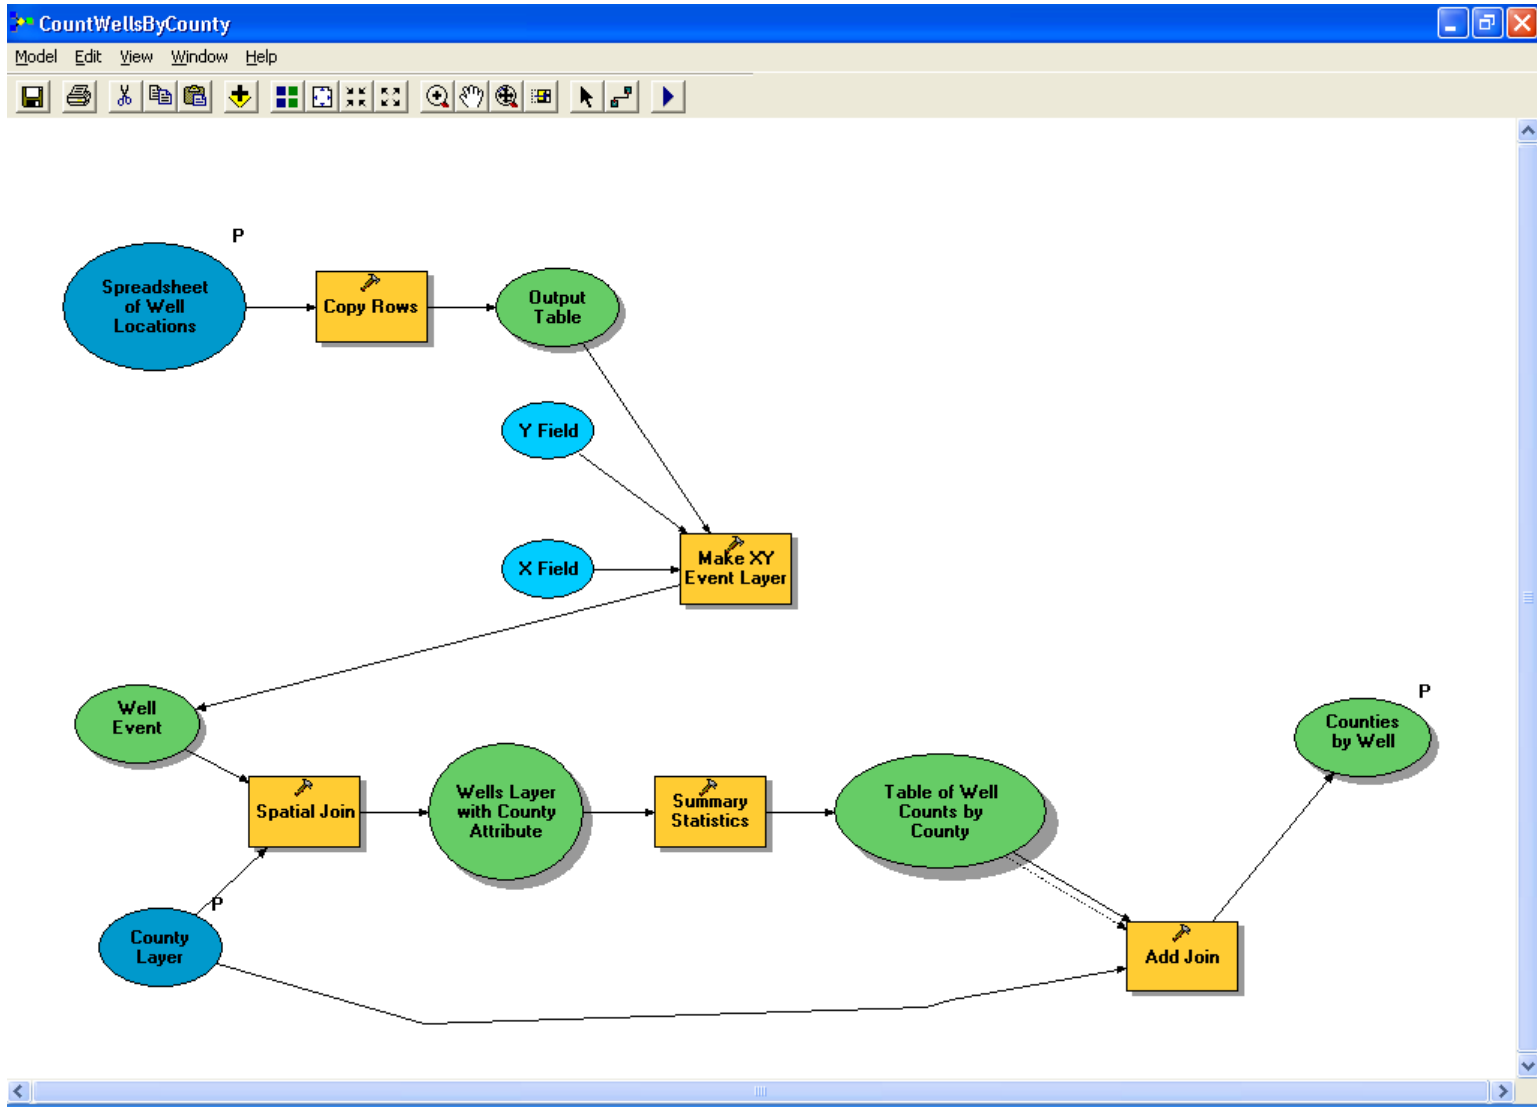 CountWellsByCounty
Model Edit View Window Help
P
Spreadsheet
of Well
Locations
Copy Rows
Output
Table
Y Field
X Field
Make XY
Event Layer
Well
Event
Spatial Join
Wells Layer
with County
Attribute
Summary
Statistics
Table of Well
Counts by
County
P
Counties
by Well
P
County
Layer
Add Join